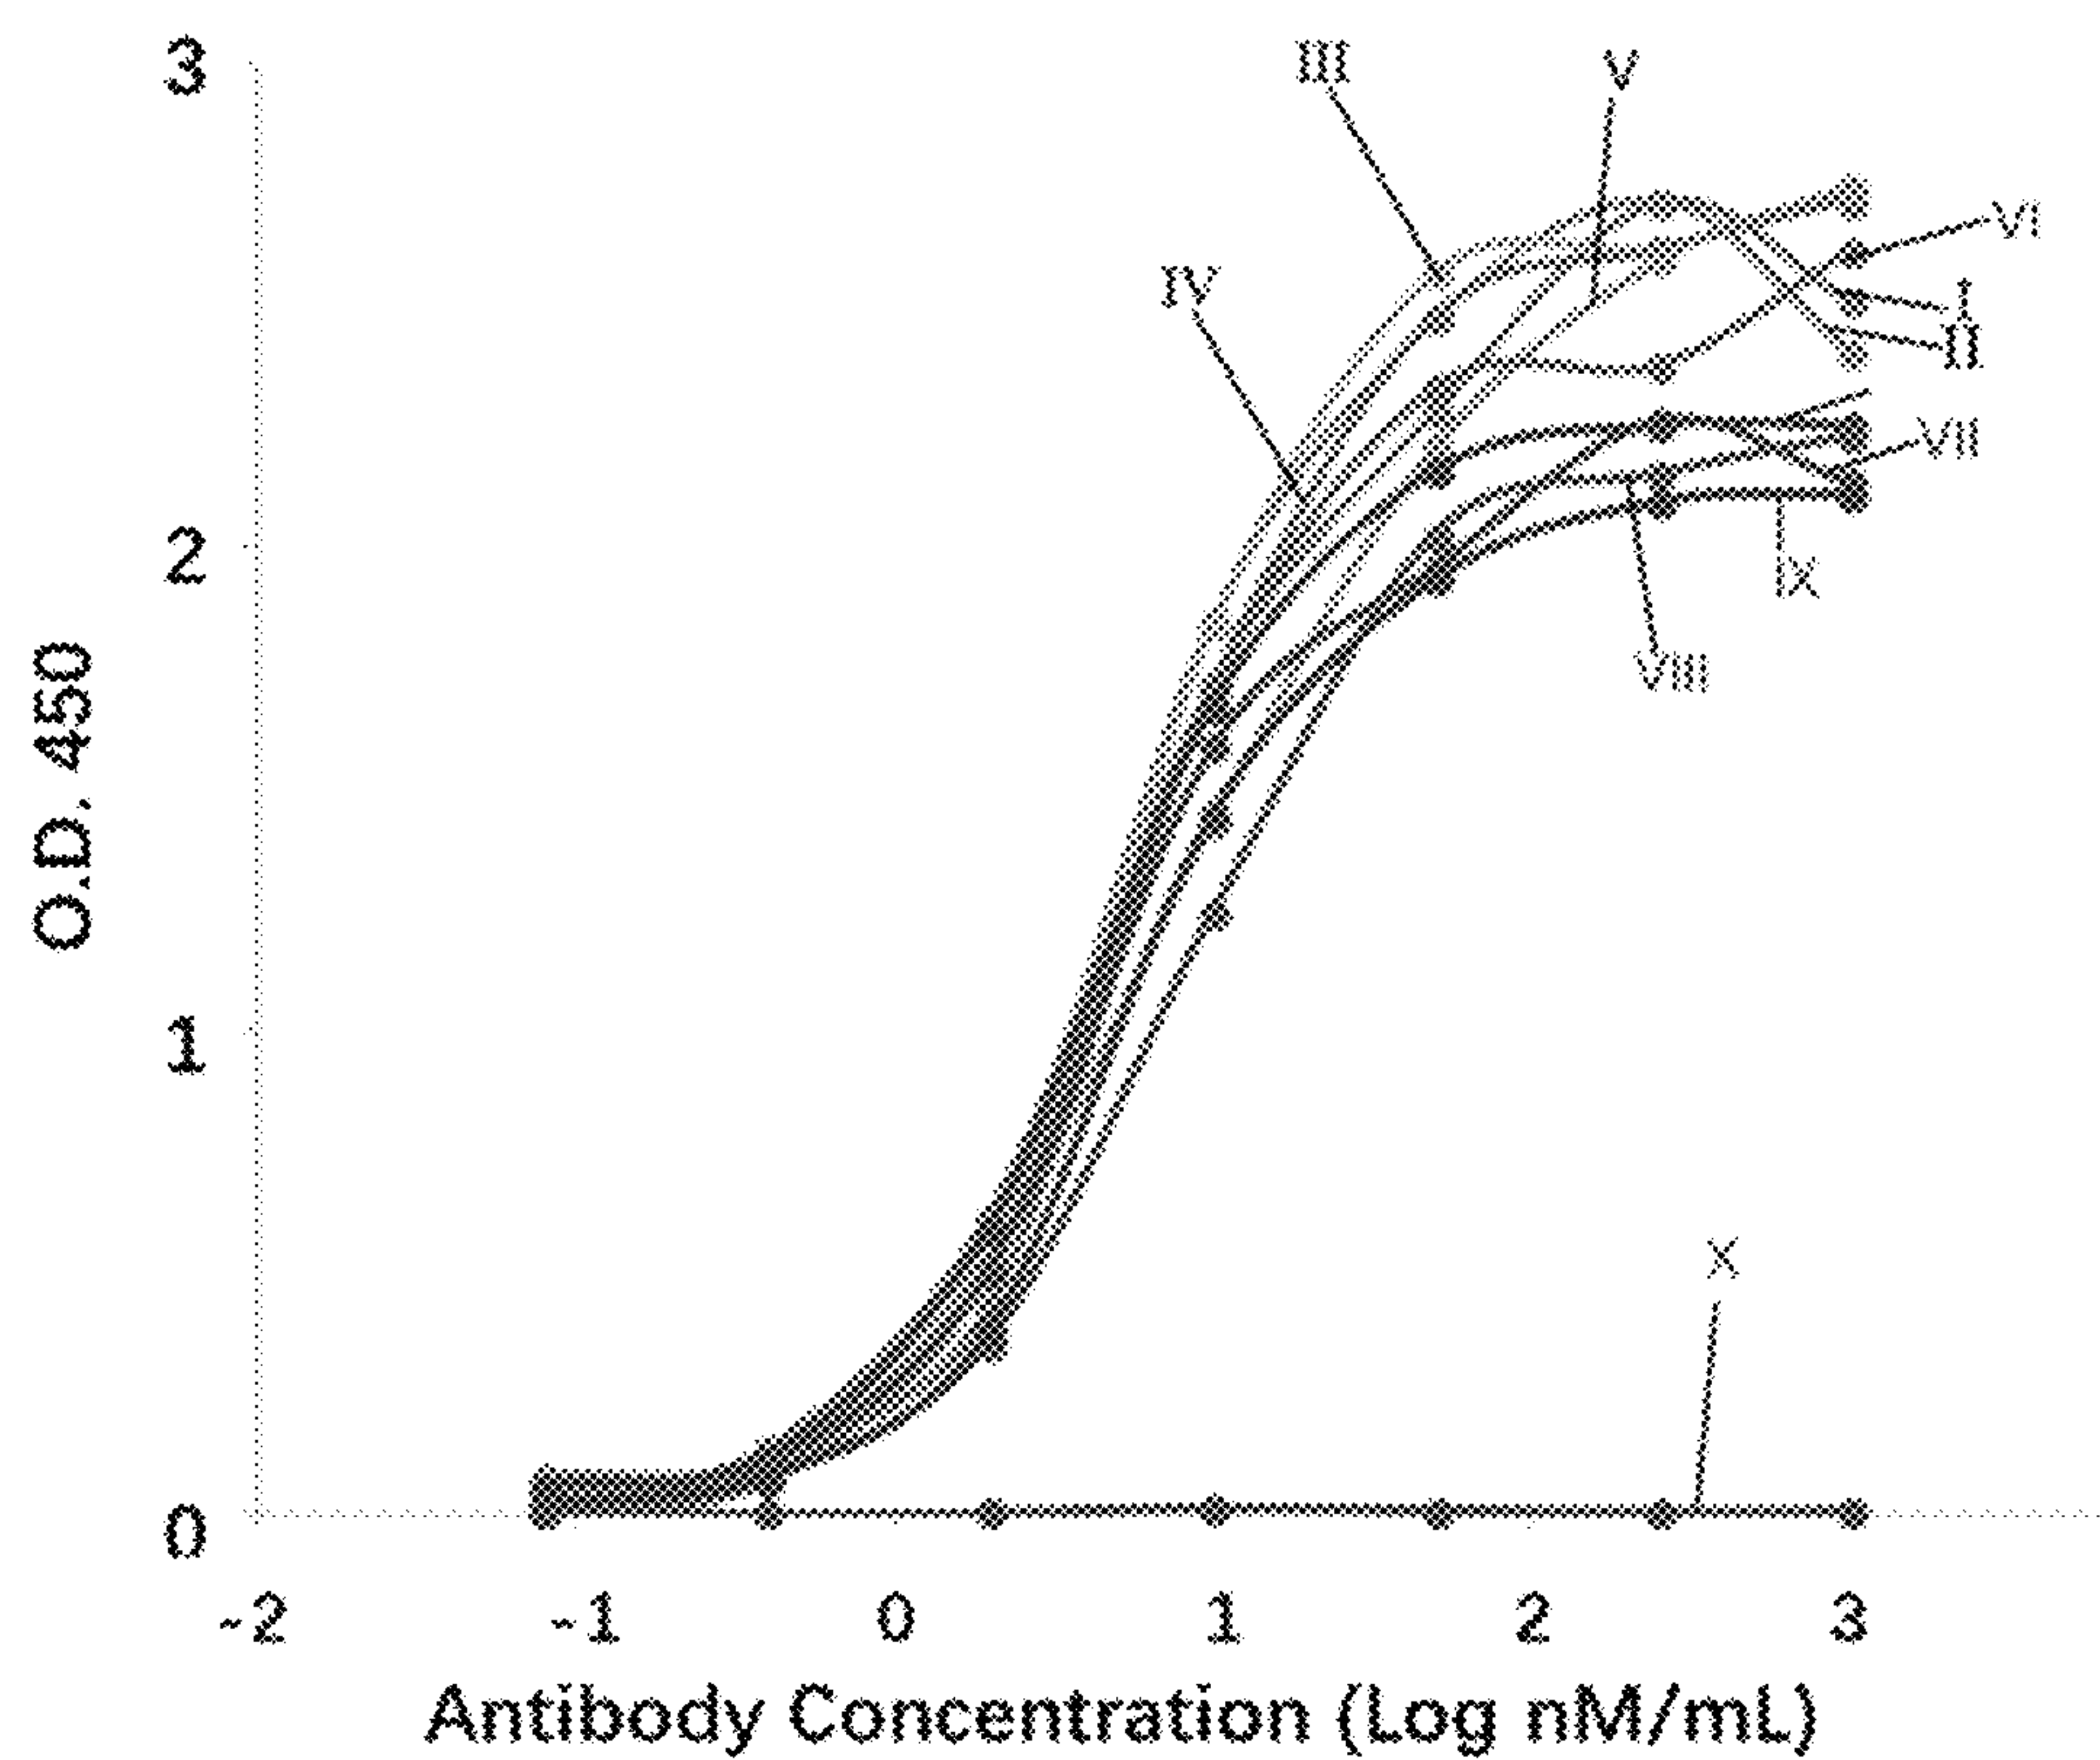 3
2
1
0
O.D. 450
-2 -1 0 1 2 3
Antibody Concentration (Log nM/mL)
III
V
IV
VI
I
II
VII
IX
VIII
X